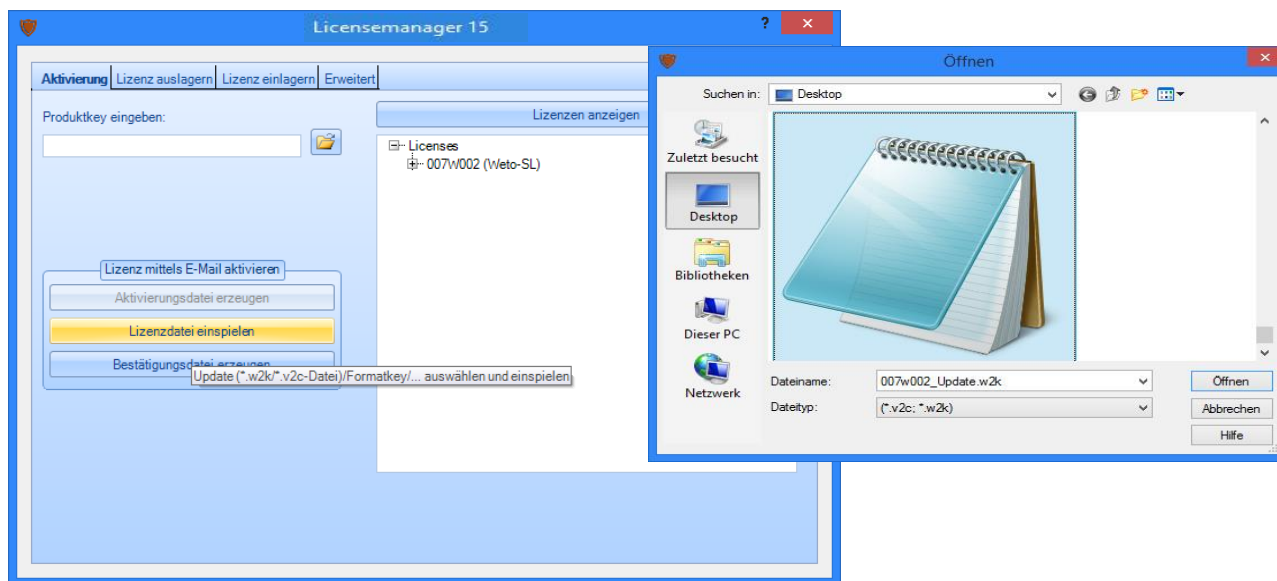 Licensemanager 15
?
Aktivierung Lizenz auslagern Lizenz einlagern Erweitert
Produktkey eingeben:
Lizenzen anzeigen
Licenses
007W002 (Weto-SL)
Lizenz mittels E-Mail aktivieren
Aktivierungsdatei erzeugen
Lizenzdatei einspielen
Bestätigungsdatei erzeugen
Update (*.w2k/*.v2c-Datei)/Formatkey/... auswählen und einspielen
Öffnen
Suchen in: Desktop
Zuletzt besucht
Desktop
Bibliotheken
Dieser PC
Netzwerk
Dateiname: 007w002_Update.w2k Öffnen
Dateityp: (*.v2c; *.w2k) Abbrechen
Hilfe